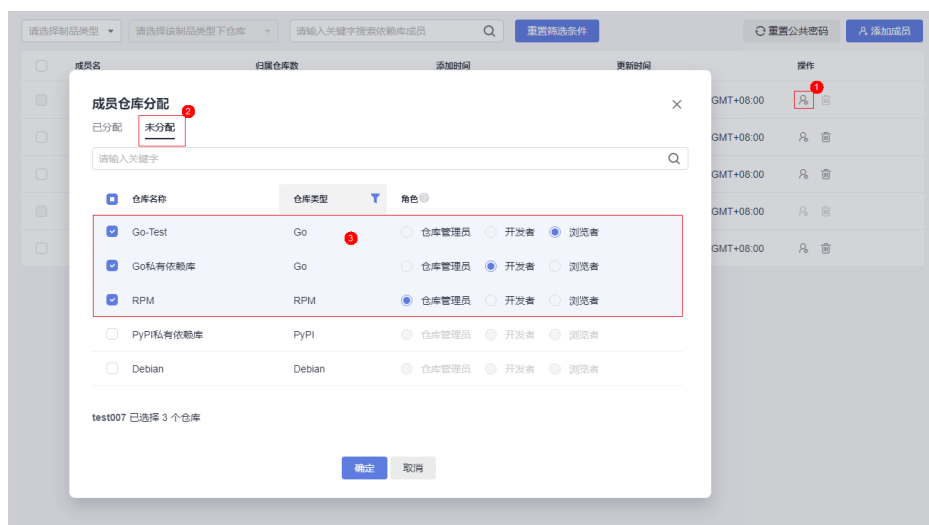 请选择制品类型 请选择该制品类型下仓库 请输入关键字搜索依赖库成员 重置筛选条件 重置公共密码 添加成员
成员名 归属仓库数 添加时间 更新时间 操作
成员仓库分配
1
GMT+08:00
2
已分配 未分配
GMT+08:00
请输入关键字
GMT+08:00
仓库名称 仓库类型 角色
GMT+08:00
Go-Test Go 仓库管理员 开发者 浏览者
3
GMT+08:00
Go私有依赖库 Go 仓库管理员 开发者 浏览者
RPM RPM 仓库管理员 开发者 浏览者
PyPI私有依赖库 PyPI 仓库管理员 开发者 浏览者
Debian Debian 仓库管理员 开发者 浏览者
test007 已选择 3 个仓库
确定 取消